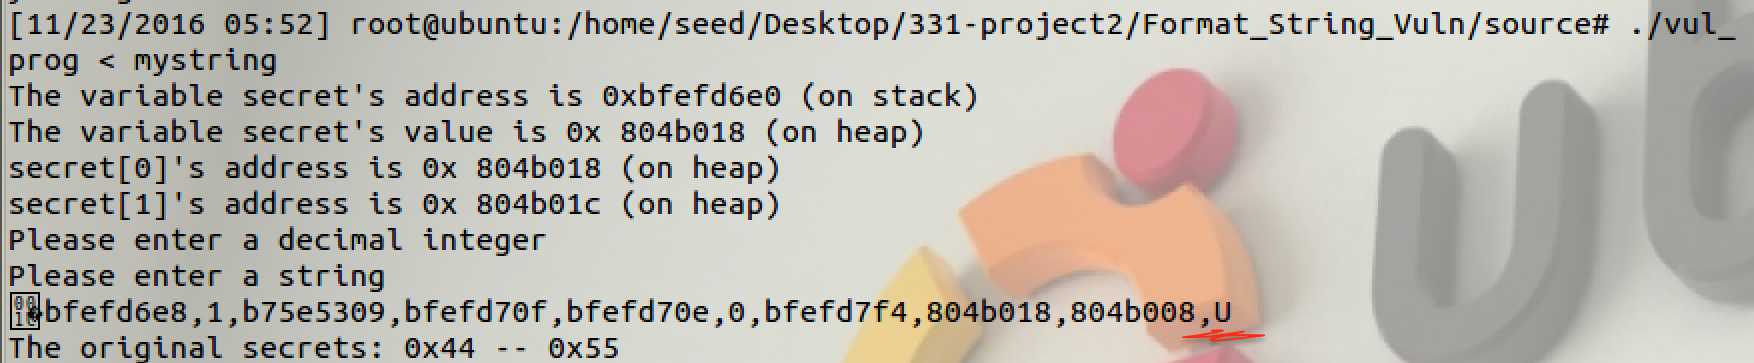 [11/23/2016 05:52] root@ubuntu:/home/seed/Desktop/331-project2/Format_String_Vuln/source# ./vul_
prog < mystring
The variable secret's address is 0xbfefd6e0 (on stack)
The variable secret's value is 0x 804b018 (on heap)
secret[0]'s address is 0x 804b018 (on heap)
secret[1]'s address is 0x 804b01c (on heap)
Please enter a decimal integer
Please enter a string
bfefd6e8,1,b75e5309,bfefd70f,bfefd70e,0,bfefd7f4,804b018,804b008,U
The original secrets: 0x44 -- 0x55